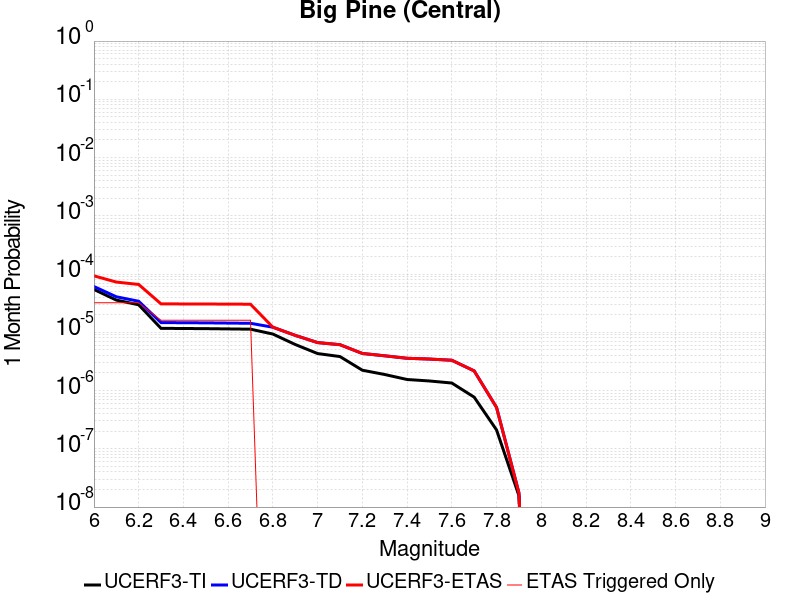 Big Pine (Central)
10^0
10^-1
10^-2
10^-3
10^-4
10^-5
10^-6
10^-7
10^-8
1 Month Probability
6 6.2 6.4 6.6 6.8 7 7.2 7.4 7.6 7.8 8 8.2 8.4 8.6 8.8 9
Magnitude
UCERF3-TI UCERF3-TD UCERF3-ETAS ETAS Triggered Only